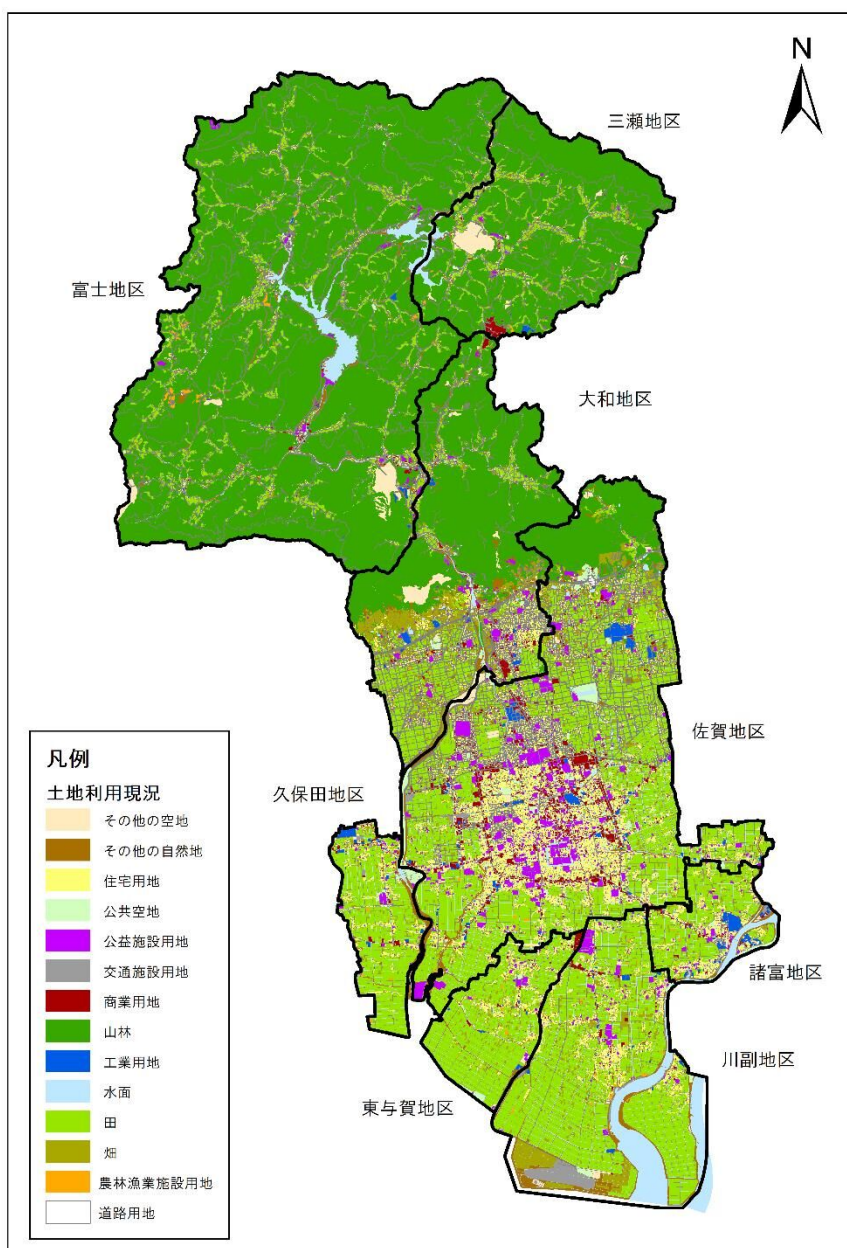 N
三瀬地区
富士地区
大和地区
佐賀地区
久保田地区
諸富地区
川副地区
東与賀地区
凡例
土地利用現況
その他の空地
その他の自然地
住宅用地
公共空地
公益施設用地
交通施設用地
商業用地
山林
工業用地
水面
田
畑
農林漁業施設用地
道路用地